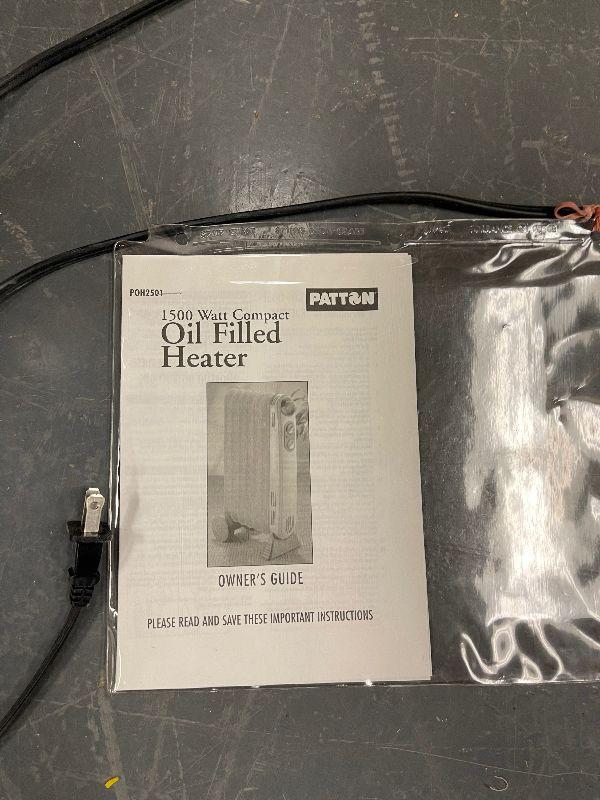 POH2501
PATTON
1500 Watt Compact
Oil Filled
Heater
OWNER'S GUIDE
PLEASE READ AND SAVE THESE IMPORTANT INSTRUCTIONS